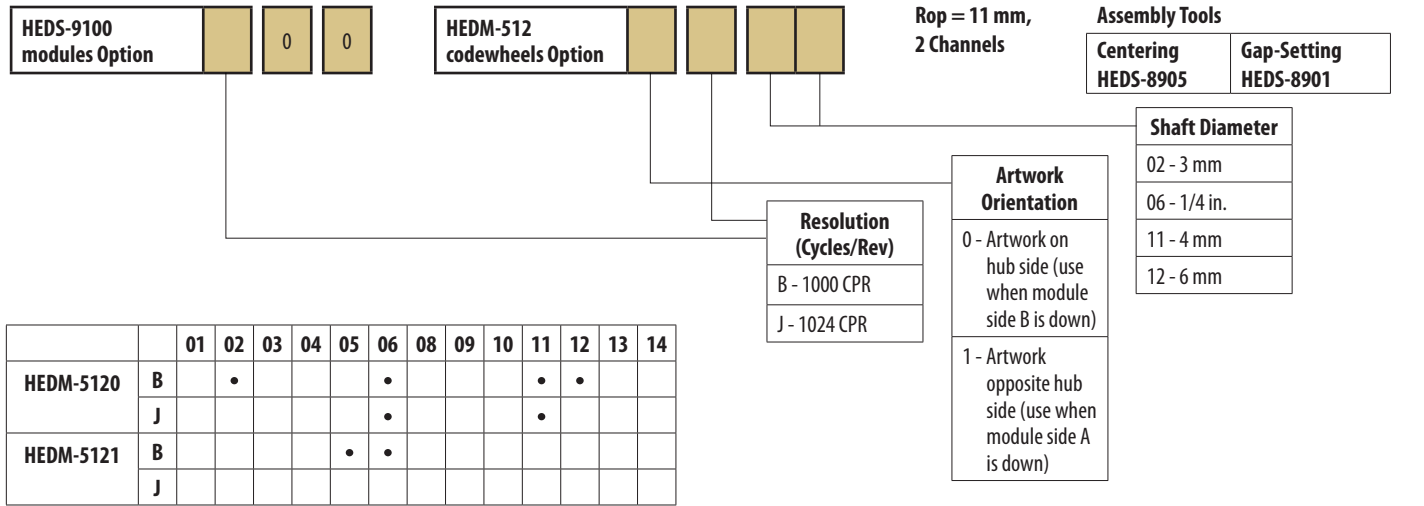 HEDS-9100
modules Option
0
0
HEDM-512
codewheels Option
Rop = 11 mm,
2 Channels
Assembly Tools
Centering
HEDS-8905
Gap-Setting
HEDS-8901
Shaft Diameter
02 - 3 mm
06 - 1/4 in.
11 - 4 mm
12 - 6 mm
Artwork
Orientation
0 - Artwork on
hub side (use
when module
side B is down)
1 - Artwork
opposite hub
side (use when
module side A
is down)
Resolution
(Cycles/Rev)
B - 1000 CPR
J - 1024 CPR
01 02 03 04 05 06 08 09 10 11 12 13 14
HEDM-5120 B • • • •
J • •
HEDM-5121 B • •
J